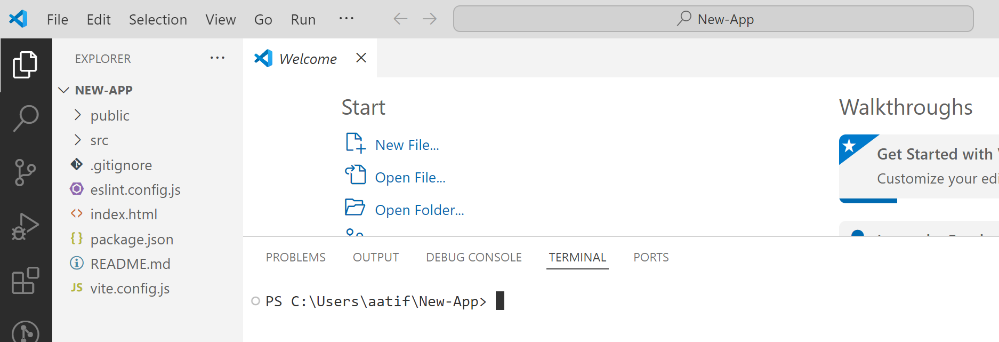 File Edit Selection View Go Run ···
New-App
EXPLORER ···
NEW-APP
public
src
.gitignore
eslint.config.js
index.html
package.json
README.md
JS vite.config.js
Welcome
Start
New File...
Open File...
Open Folder...
Walkthroughs
Get Started with
Customize your edi
PROBLEMS OUTPUT DEBUG CONSOLE TERMINAL PORTS
PS C:\Users\aatif\New-App>